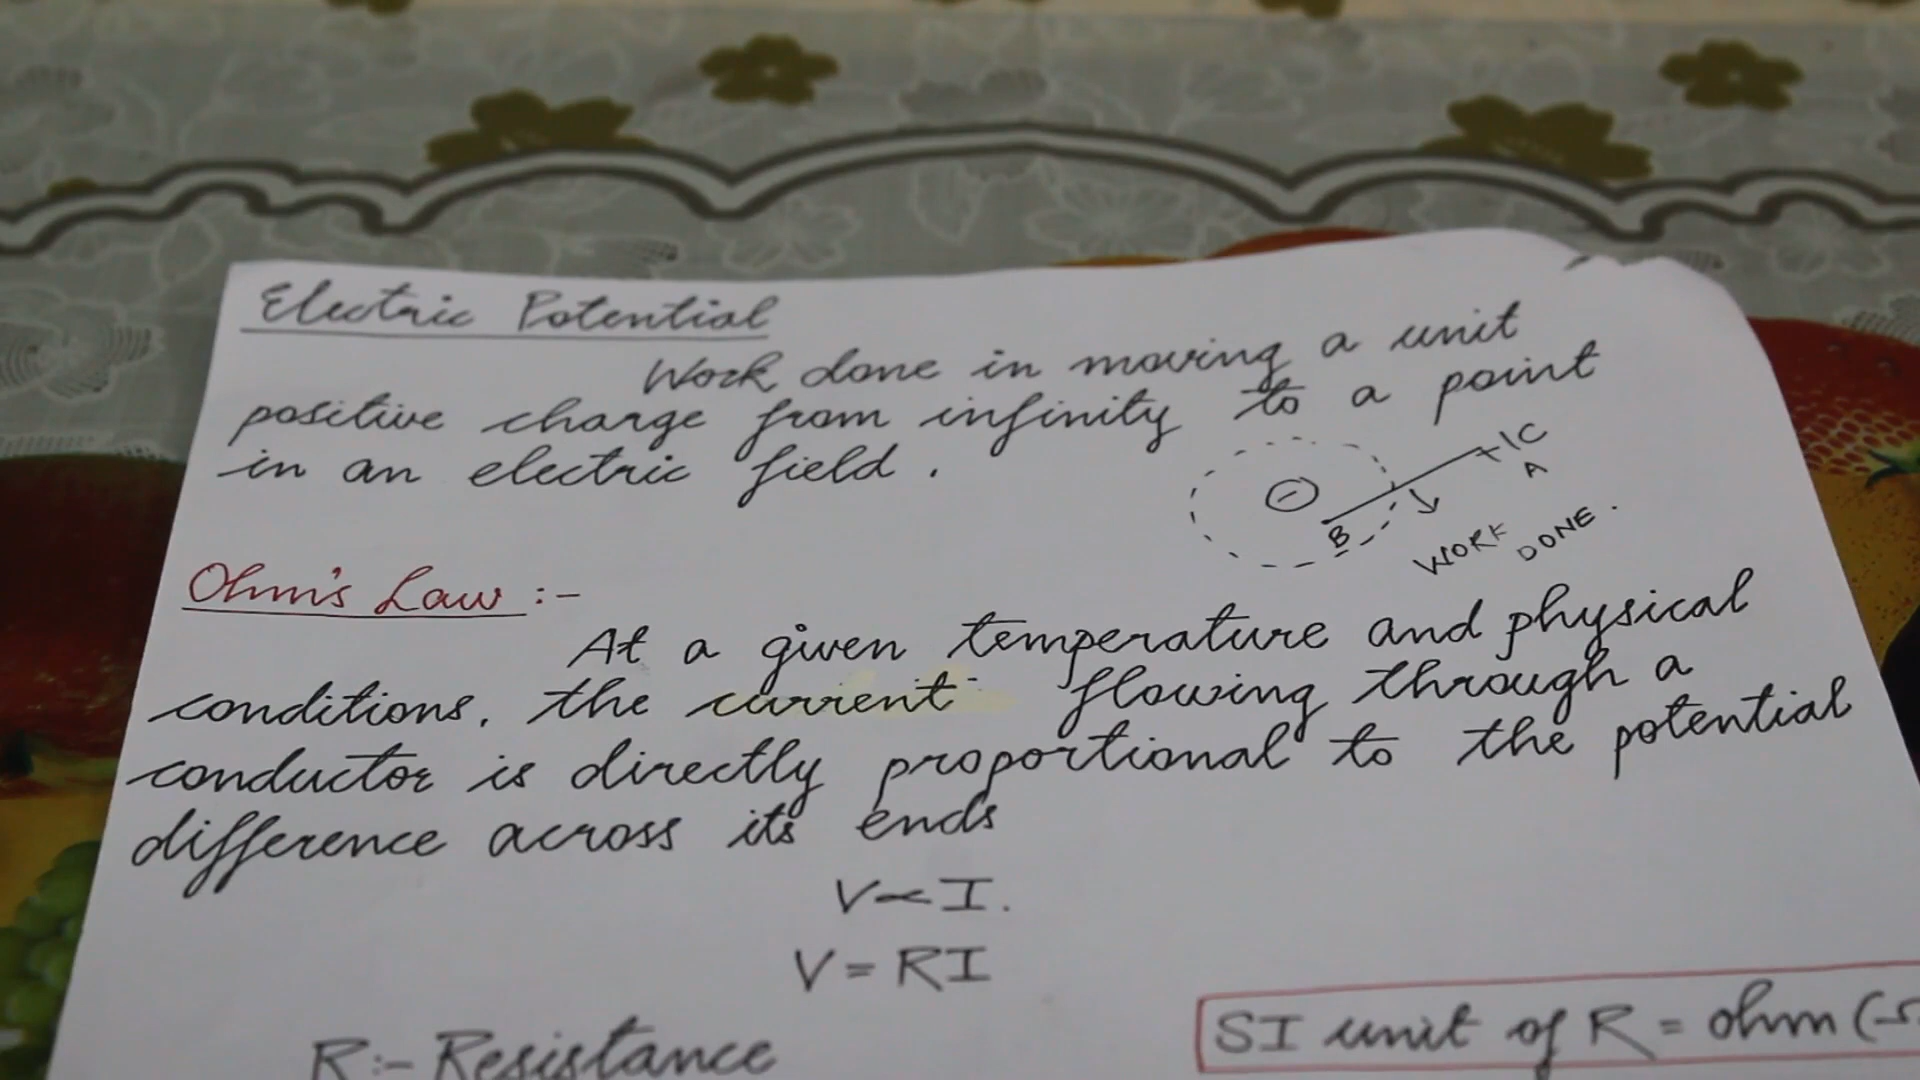 Electric Potential
Work done in moving a unit
positive charge from infinity to a point
in an electric field.
+1C
A
B
WORK DONE.
Ohm's Law :-
At a given temperature and physical
conditions, the current flowing through a
conductor is directly proportional to the potential
difference across its ends
V ∝ I.
V = RI
R:- Resistance
SI unit of R = ohm (Ω